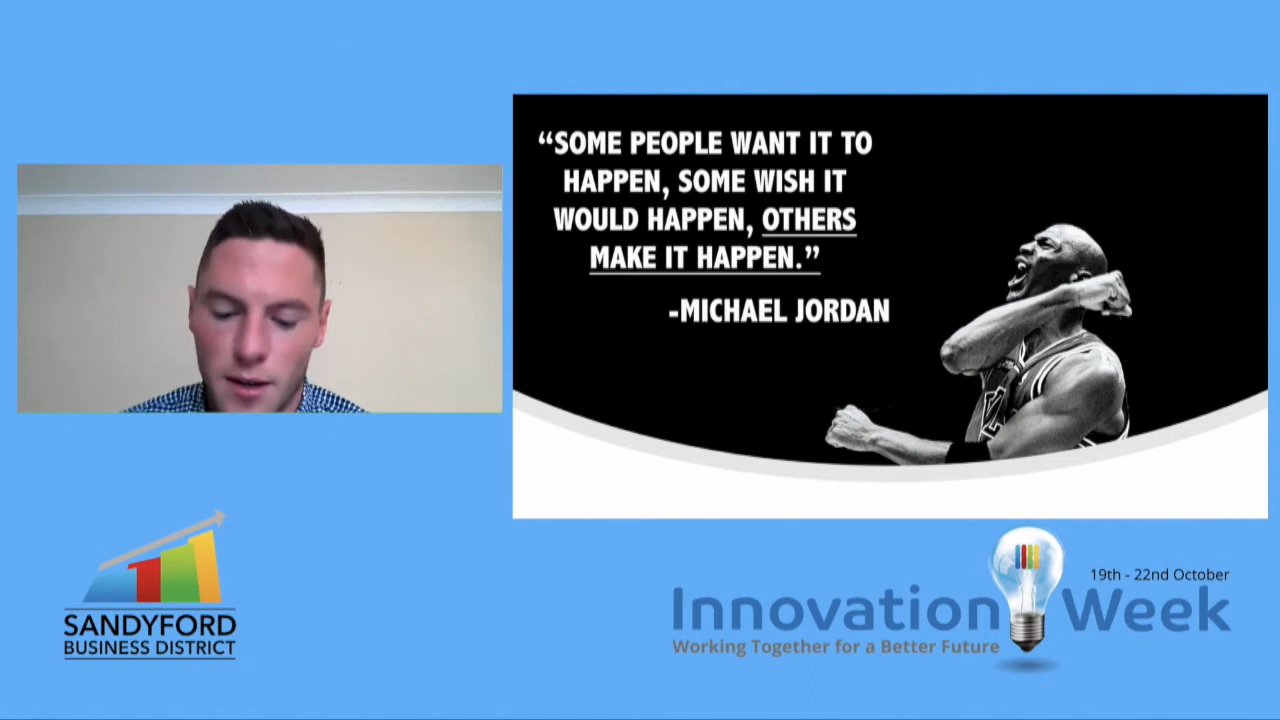 “SOME PEOPLE WANT IT TO
HAPPEN, SOME WISH IT
WOULD HAPPEN, OTHERS
MAKE IT HAPPEN.”
-MICHAEL JORDAN
SANDYFORD
BUSINESS DISTRICT
19th - 22nd October
Innovation Week
Working Together for a Better Future